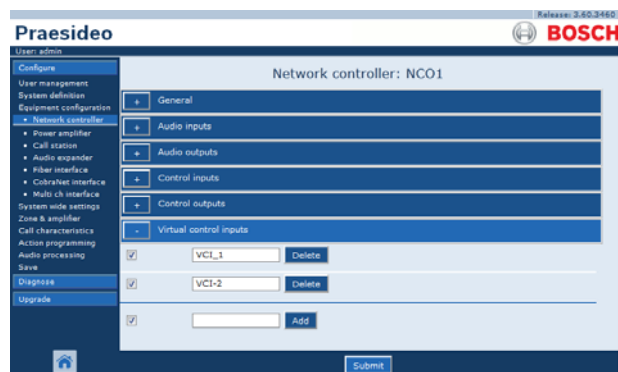 Release: 3.60.3460
Praesideo
BOSCH
User: admin
Configure
User management
System definition
Equipment configuration
• Network controller
• Power amplifier
• Call station
• Audio expander
• Fiber interface
• CobraNet interface
• Multi ch interface
System wide settings
Zone & amplifier
Call characteristics
Action programming
Audio processing
Save
Diagnose
Upgrade
Network controller: NCO1
+ General
+ Audio inputs
+ Audio outputs
+ Control inputs
+ Control outputs
- Virtual control inputs
VCI_1 Delete
VCI-2 Delete
Add
Submit